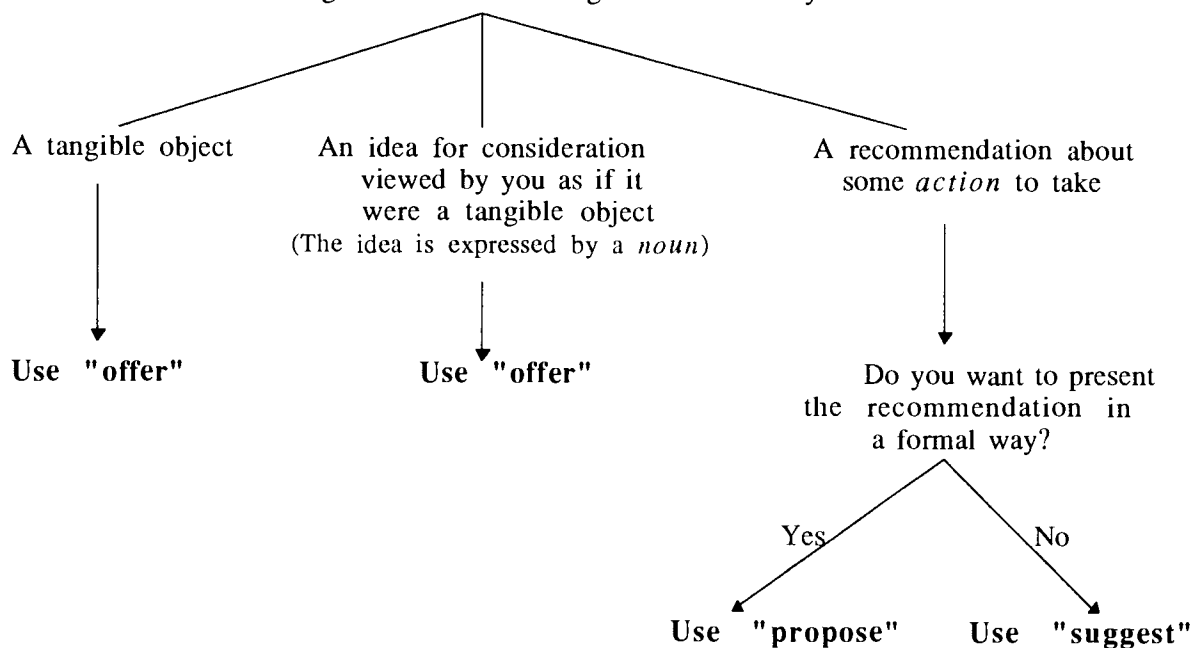 A tangible object
An idea for consideration
viewed by you as if it
were a tangible object
(The idea is expressed by a noun)
A recommendation about
some action to take
Use "offer"
Use "offer"
Do you want to present
the recommendation in
a formal way?
Yes
No
Use "propose"
Use "suggest"